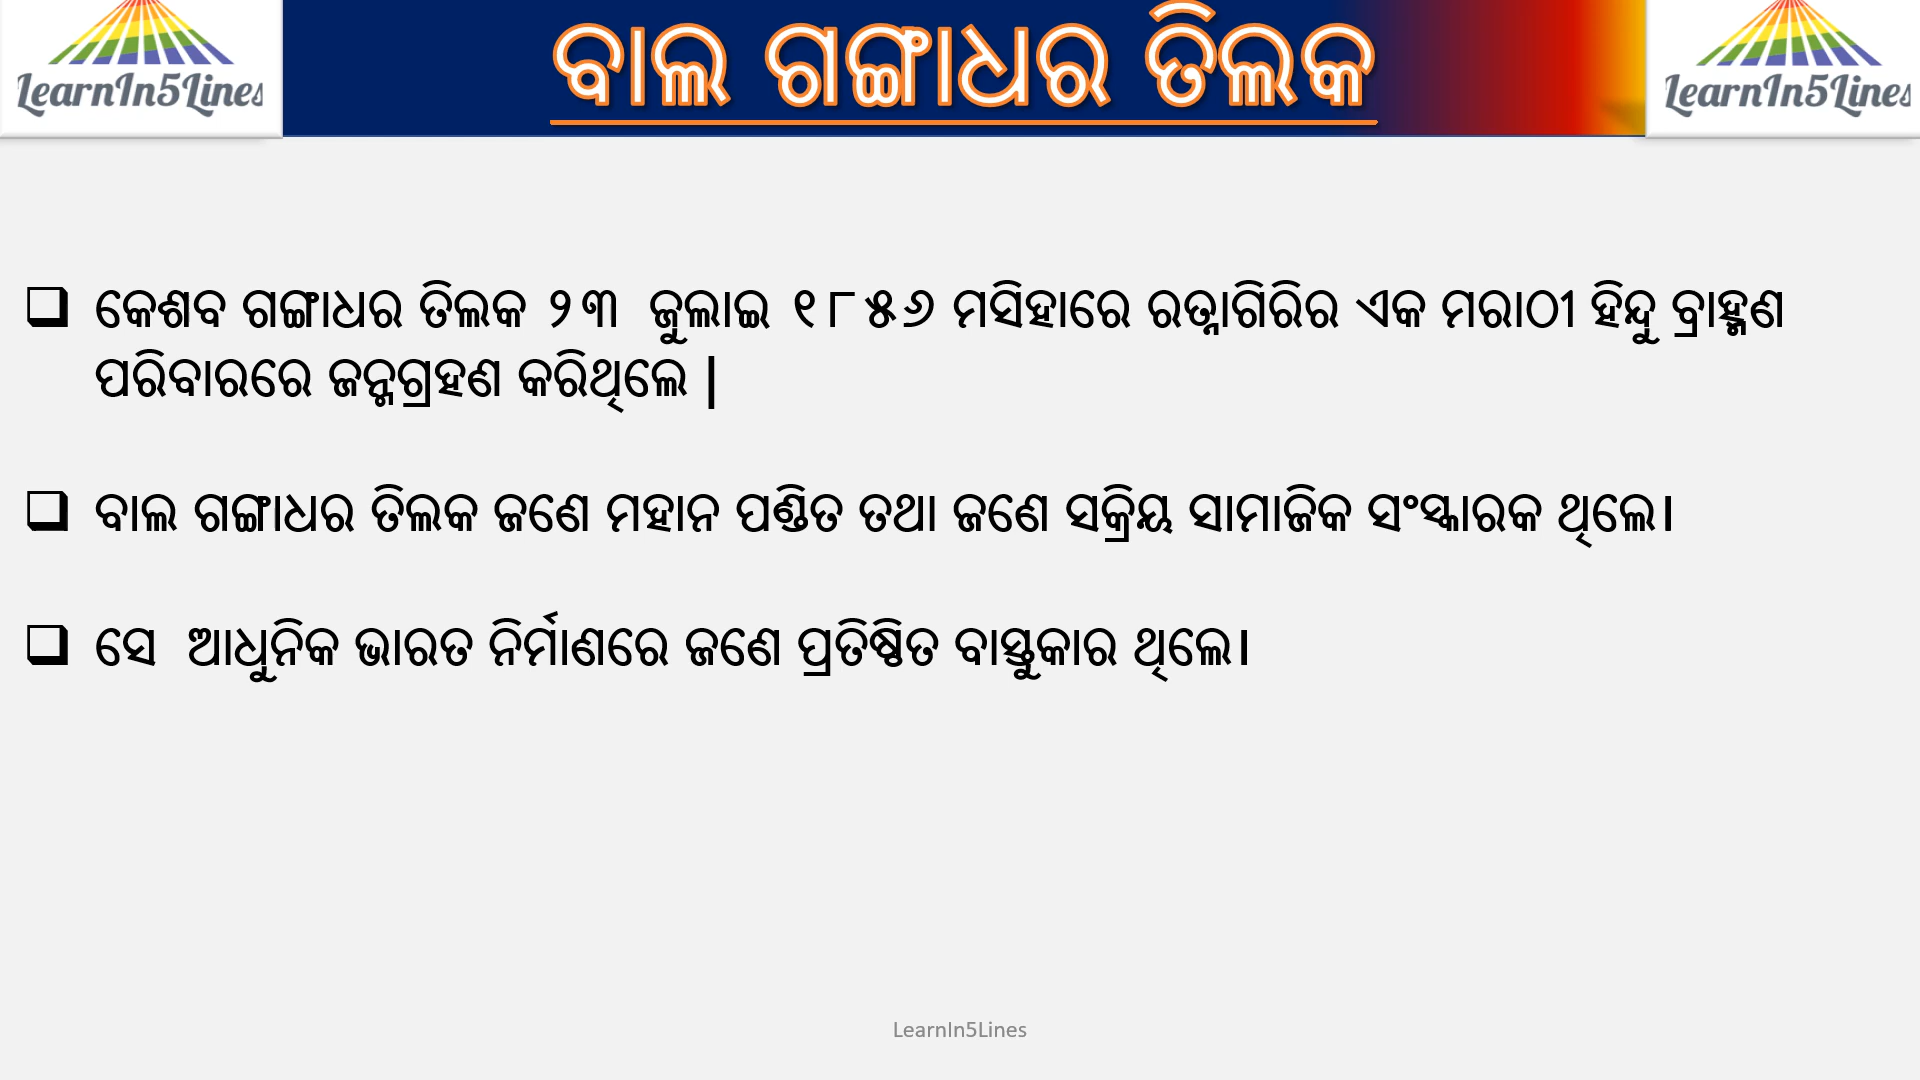 ବାଲ ଗଙ୍ଗାଧର ତିଲକ
LearnIn5Lines
LearnIn5Lines
❑ କେଶବ ଗଙ୍ଗାଧର ତିଲକ ୨୩  ଜୁଲାଇ ୧୮୫୬ ମସିହାରେ ରତ୍ନାଗିରିର ଏକ ମରାଠୀ ହିନ୍ଦୁ ବ୍ରାହ୍ମଣ
ପରିବାରରେ ଜନ୍ମଗ୍ରହଣ କରିଥିଲେ |
❑ ବାଲ ଗଙ୍ଗାଧର ତିଲକ ଜଣେ ମହାନ ପଣ୍ଡିତ ତଥା ଜଣେ ସକ୍ରିୟ ସାମାଜିକ ସଂସ୍କାରକ ଥିଲେ।
❑ ସେ  ଆଧୁନିକ ଭାରତ ନିର୍ମାଣରେ ଜଣେ ପ୍ରତିଷ୍ଠିତ ବାସ୍ତୁକାର ଥିଲେ।
LearnIn5Lines